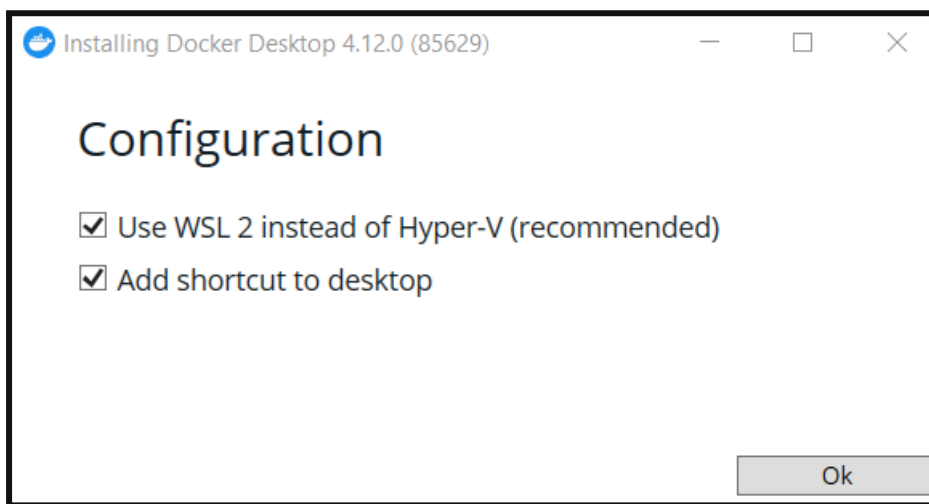 Installing Docker Desktop 4.12.0 (85629)
Configuration
Use WSL 2 instead of Hyper-V (recommended)
Add shortcut to desktop
Ok